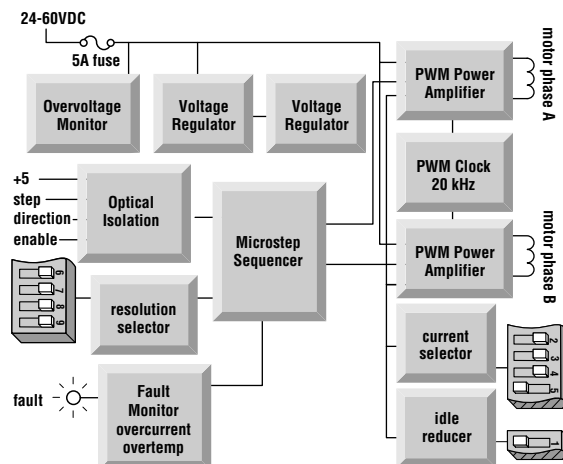 24-60VDC
5A fuse
Overvoltage
Monitor
Voltage
Regulator
Voltage
Regulator
PWM Power
Amplifier
motor phase A
PWM Clock
20 kHz
+5
step
direction
enable
Optical
Isolation
Microstep
Sequencer
PWM Power
Amplifier
motor phase B
6
7
8
9
resolution
selector
current
selector
2
3
4
5
fault
Fault
Monitor
overcurrent
overtemp
idle
reducer
1